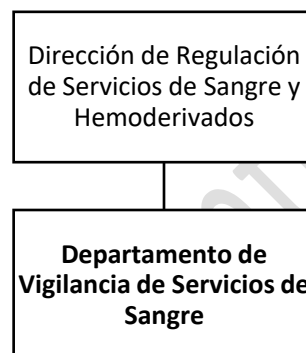 Dirección de Regulación
de Servicios de Sangre y
Hemoderivados
Departamento de
Vigilancia de Servicios de
Sangre